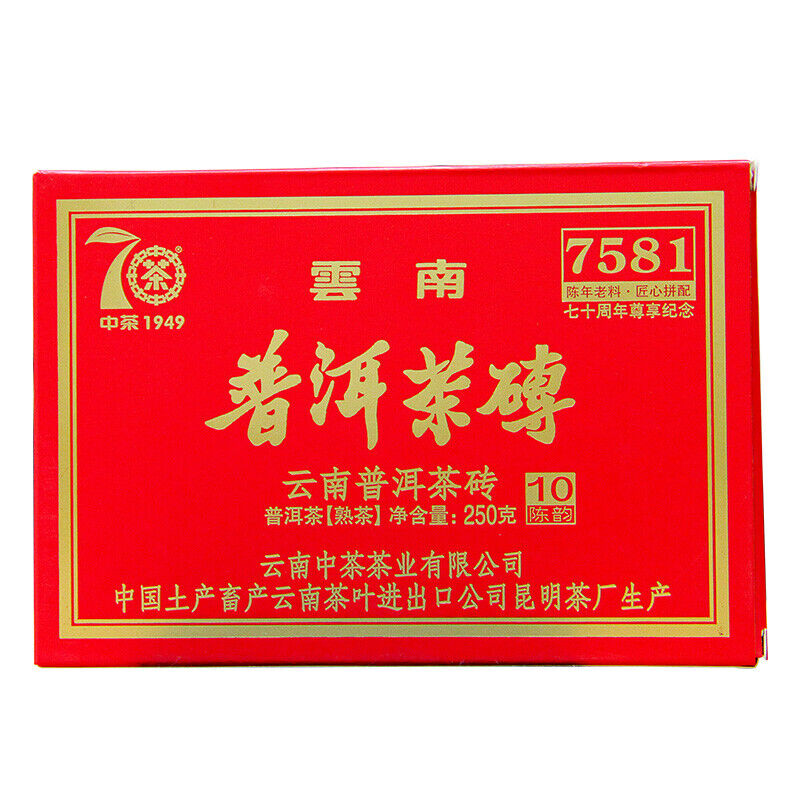 70 茶®
中茶1949
雲南
7581
陈年老料·匠心拼配
七十周年尊享纪念
普洱茶磚
云南普洱茶砖
普洱茶【熟茶】净含量:250克
10
陈韵
云南中茶茶业有限公司
中国土产畜产云南茶叶进出口公司昆明茶厂生产